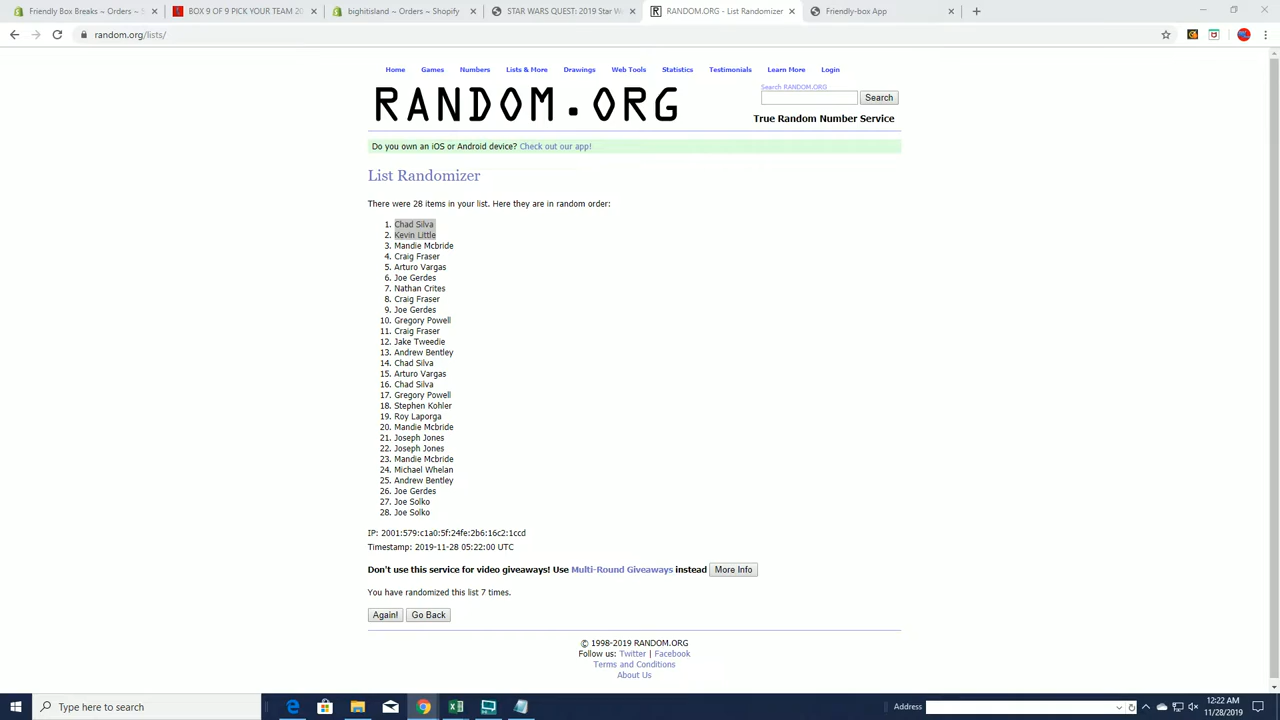 Friendly Box Breaks ~ Orders ~ S
BOX 9 OF 9 PICK YOUR TEAM 20
bighitisland ~ Orders ~ Shopify
STAR WARS QUEST: 2019 Star W
RANDOM.ORG - List Randomizer
Friendly-box App
random.org/lists/
Home Games Numbers Lists & More Drawings Web Tools Statistics Testimonials Learn More Login
RANDOM.ORG
Search RANDOM.ORG
Search
True Random Number Service
Do you own an iOS or Android device? Check out our app!
List Randomizer
There were 28 items in your list. Here they are in random order:
1. Chad Silva
2. Kevin Little
3. Mandie Mcbride
4. Craig Fraser
5. Arturo Vargas
6. Joe Gerdes
7. Nathan Crites
8. Craig Fraser
9. Joe Gerdes
10. Gregory Powell
11. Craig Fraser
12. Jake Tweedie
13. Andrew Bentley
14. Chad Silva
15. Arturo Vargas
16. Chad Silva
17. Gregory Powell
18. Stephen Kohler
19. Roy Laporga
20. Mandie Mcbride
21. Joseph Jones
22. Joseph Jones
23. Mandie Mcbride
24. Michael Whelan
25. Andrew Bentley
26. Joe Gerdes
27. Joe Solko
28. Joe Solko
IP: 2001:579:c1a0:5f:24fe:2b6:16c2:1ccd
Timestamp: 2019-11-28 05:22:00 UTC
Don't use this service for video giveaways! Use Multi-Round Giveaways instead More Info
You have randomized this list 7 times.
Again! Go Back
© 1998-2019 RANDOM.ORG
Follow us: Twitter | Facebook
Terms and Conditions
About Us
Type here to search
Address
12:22 AM
11/28/2019